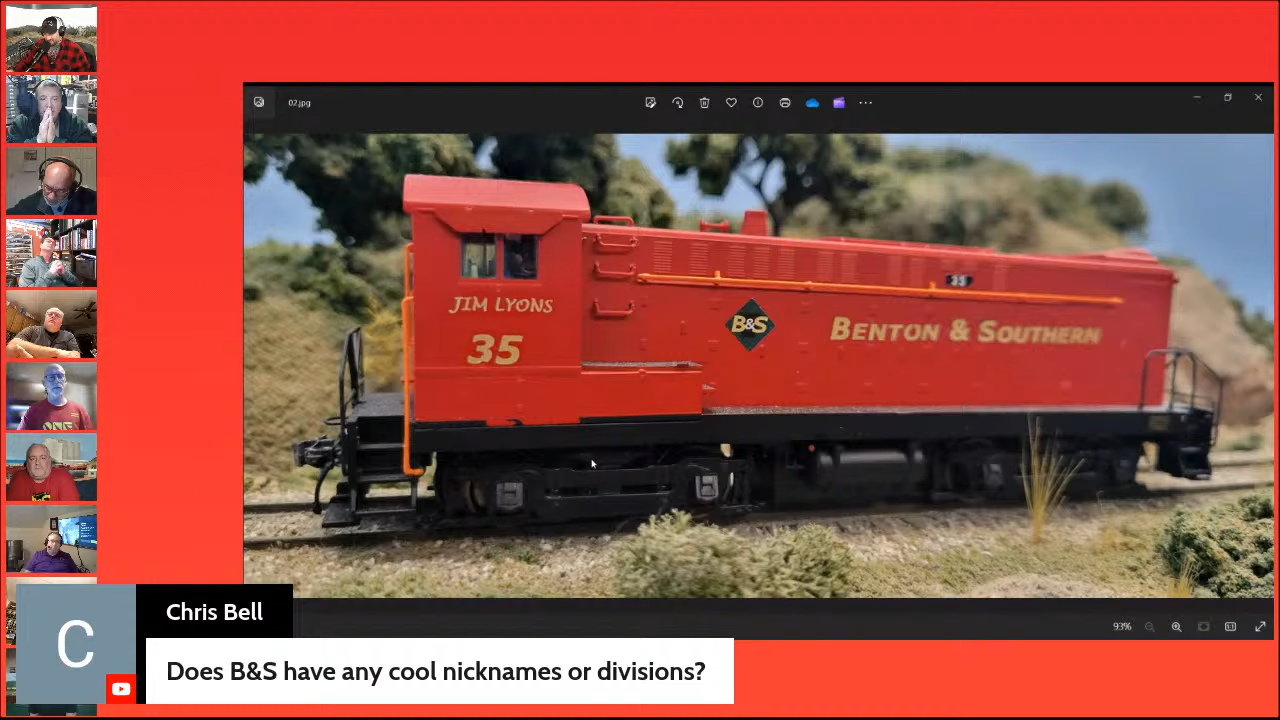 02.jpg
JIM LYONS
35
B&S
BENTON & SOUTHERN
35
93%
C
Chris Bell
Does B&S have any cool nicknames or divisions?